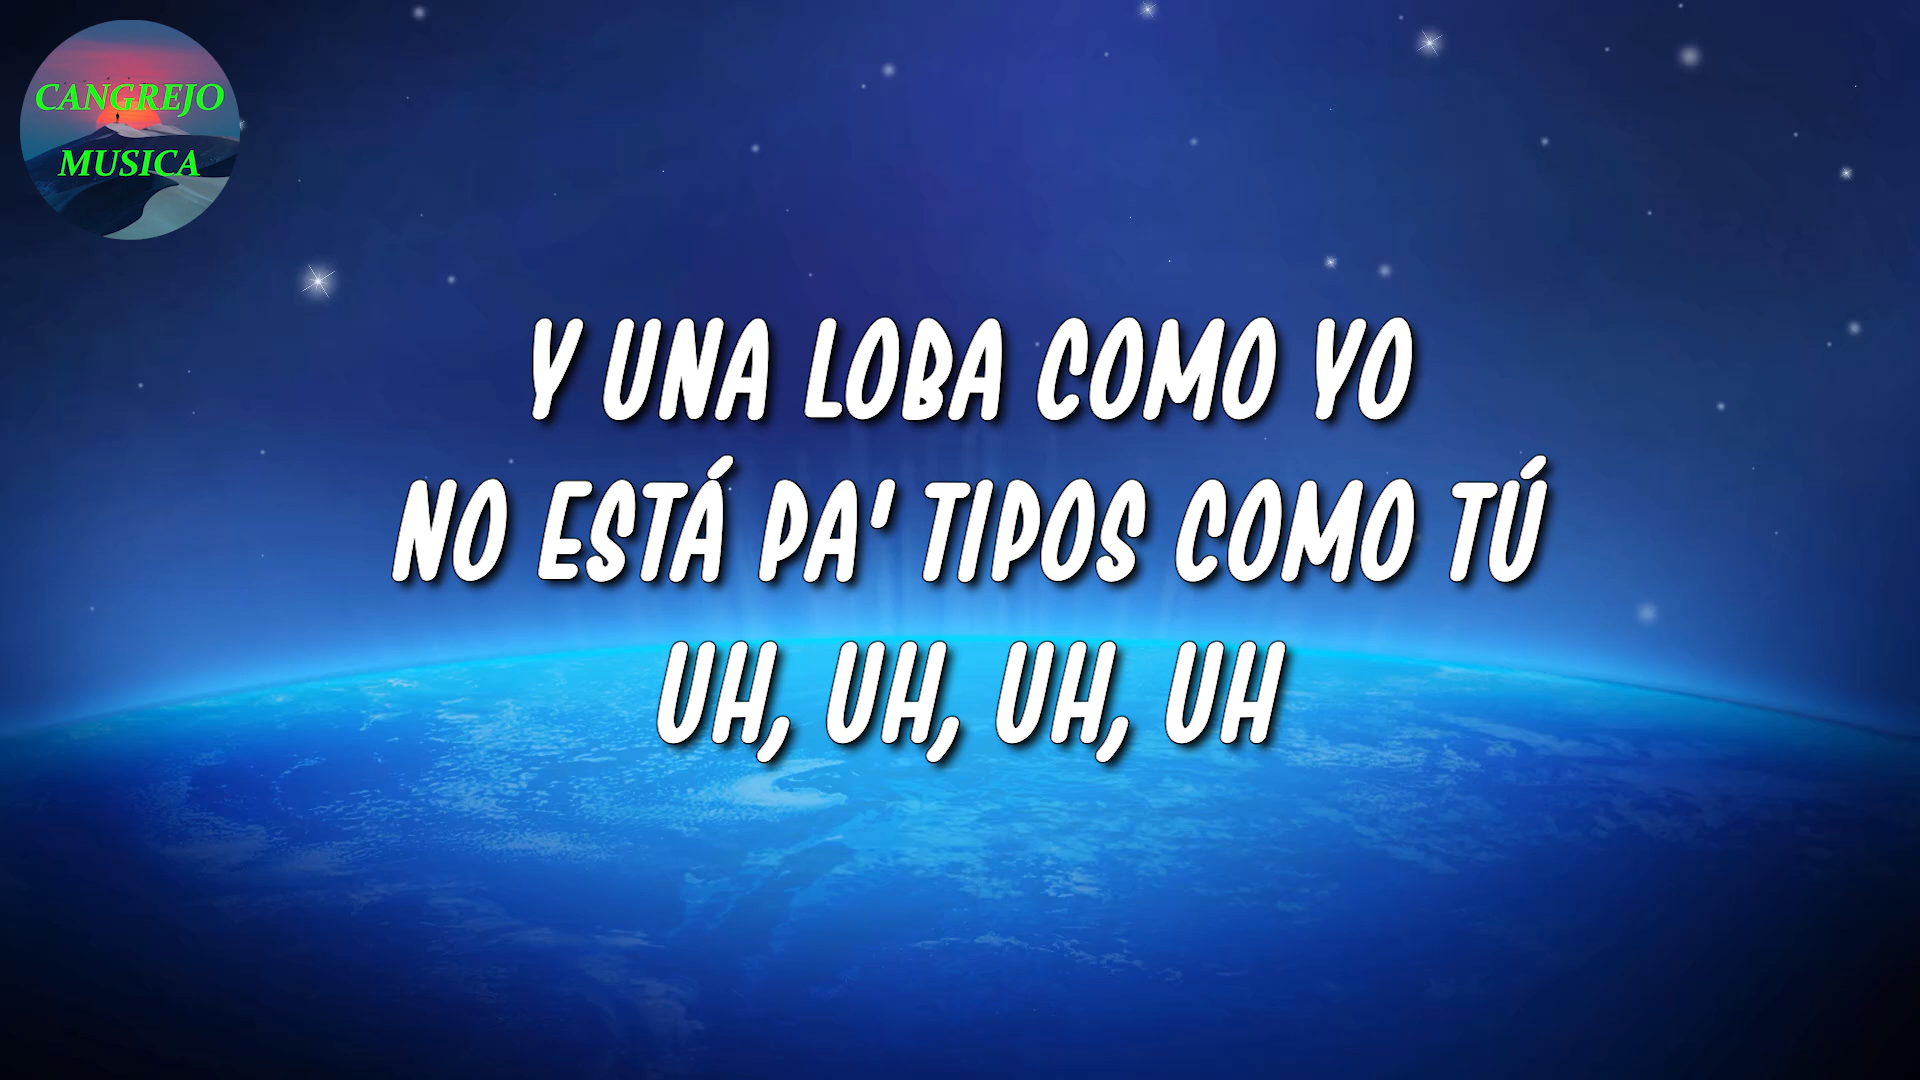 CANGREJO
MUSICA
Y UNA LOBA COMO YO
NO ESTÁ PA' TIPOS COMO TÚ
UH, UH, UH, UH